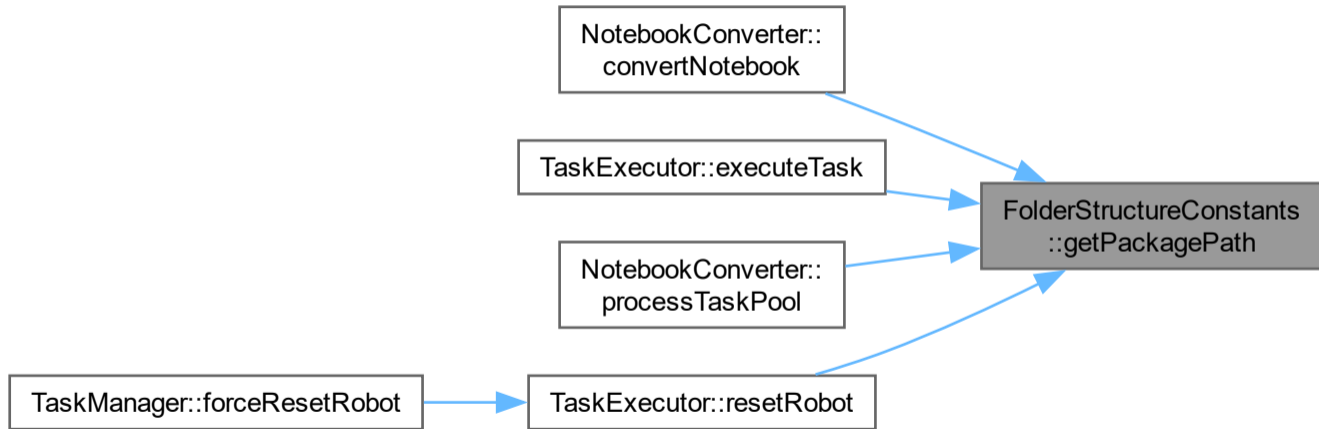 NotebookConverter::
convertNotebook
TaskExecutor::executeTask
FolderStructureConstants
::getPackagePath
NotebookConverter::
processTaskPool
TaskManager::forceResetRobot
TaskExecutor::resetRobot